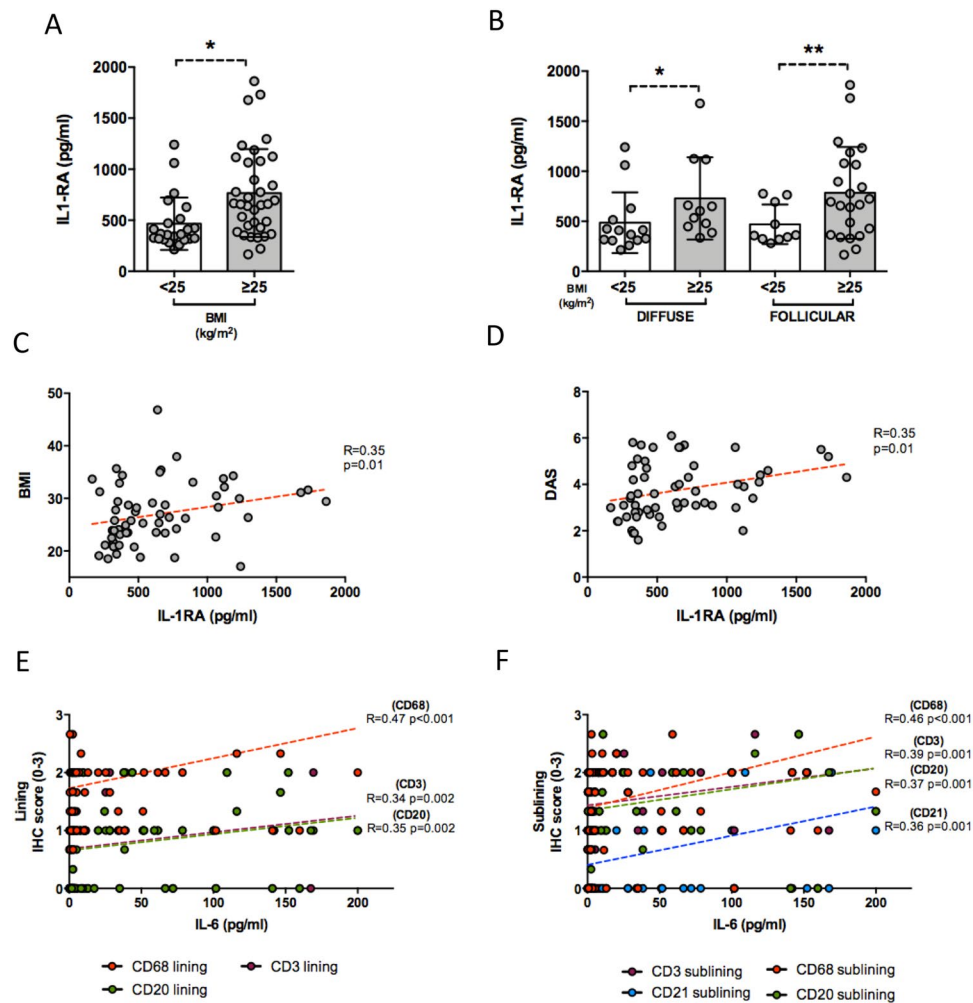 A
*
2000
1500
1000
500
0
IL1-RA (pg/ml)
<25
≥25
BMI
(kg/m²)
B
*
**
2000
1500
1000
500
0
IL1-RA (pg/ml)
BMI
(kg/m²)
<25
≥25
<25
≥25
DIFFUSE
FOLLICULAR
C
50
40
30
20
BMI
R=0.35
p=0.01
0
500
1000
1500
2000
IL-1RA (pg/ml)
D
8
6
4
2
0
DAS
R=0.35
p=0.01
0
500
1000
1500
2000
IL-1RA (pg/ml)
E
3
2
1
0
Lining
IHC score (0-3)
(CD68)
R=0.47 p<0.001
(CD3)
R=0.34 p=0.002
(CD20)
R=0.35 p=0.002
0
50
100
150
200
IL-6 (pg/ml)
CD68 lining
CD3 lining
CD20 lining
F
3
2
1
0
Sublining
IHC score (0-3)
(CD68)
R=0.46 p<0.001
(CD3)
R=0.39 p=0.001
(CD20)
R=0.37 p=0.001
(CD21)
R=0.36 p=0.001
0
50
100
150
200
IL-6 (pg/ml)
CD3 sublining
CD68 sublining
CD21 sublining
CD20 sublining